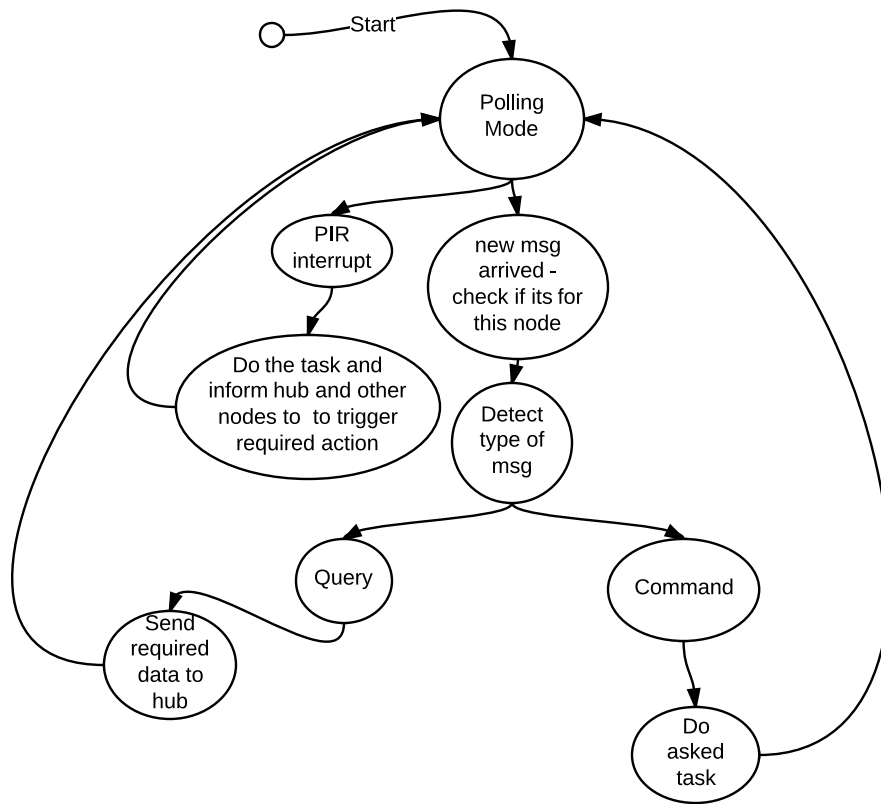 Start
Polling
Mode
PIR
interrupt
new msg
arrived -
check if its for
this node
Do the task and
inform hub and other
nodes to  to trigger
required action
Detect
type of
msg
Query
Command
Send
required
data to
hub
Do
asked
task